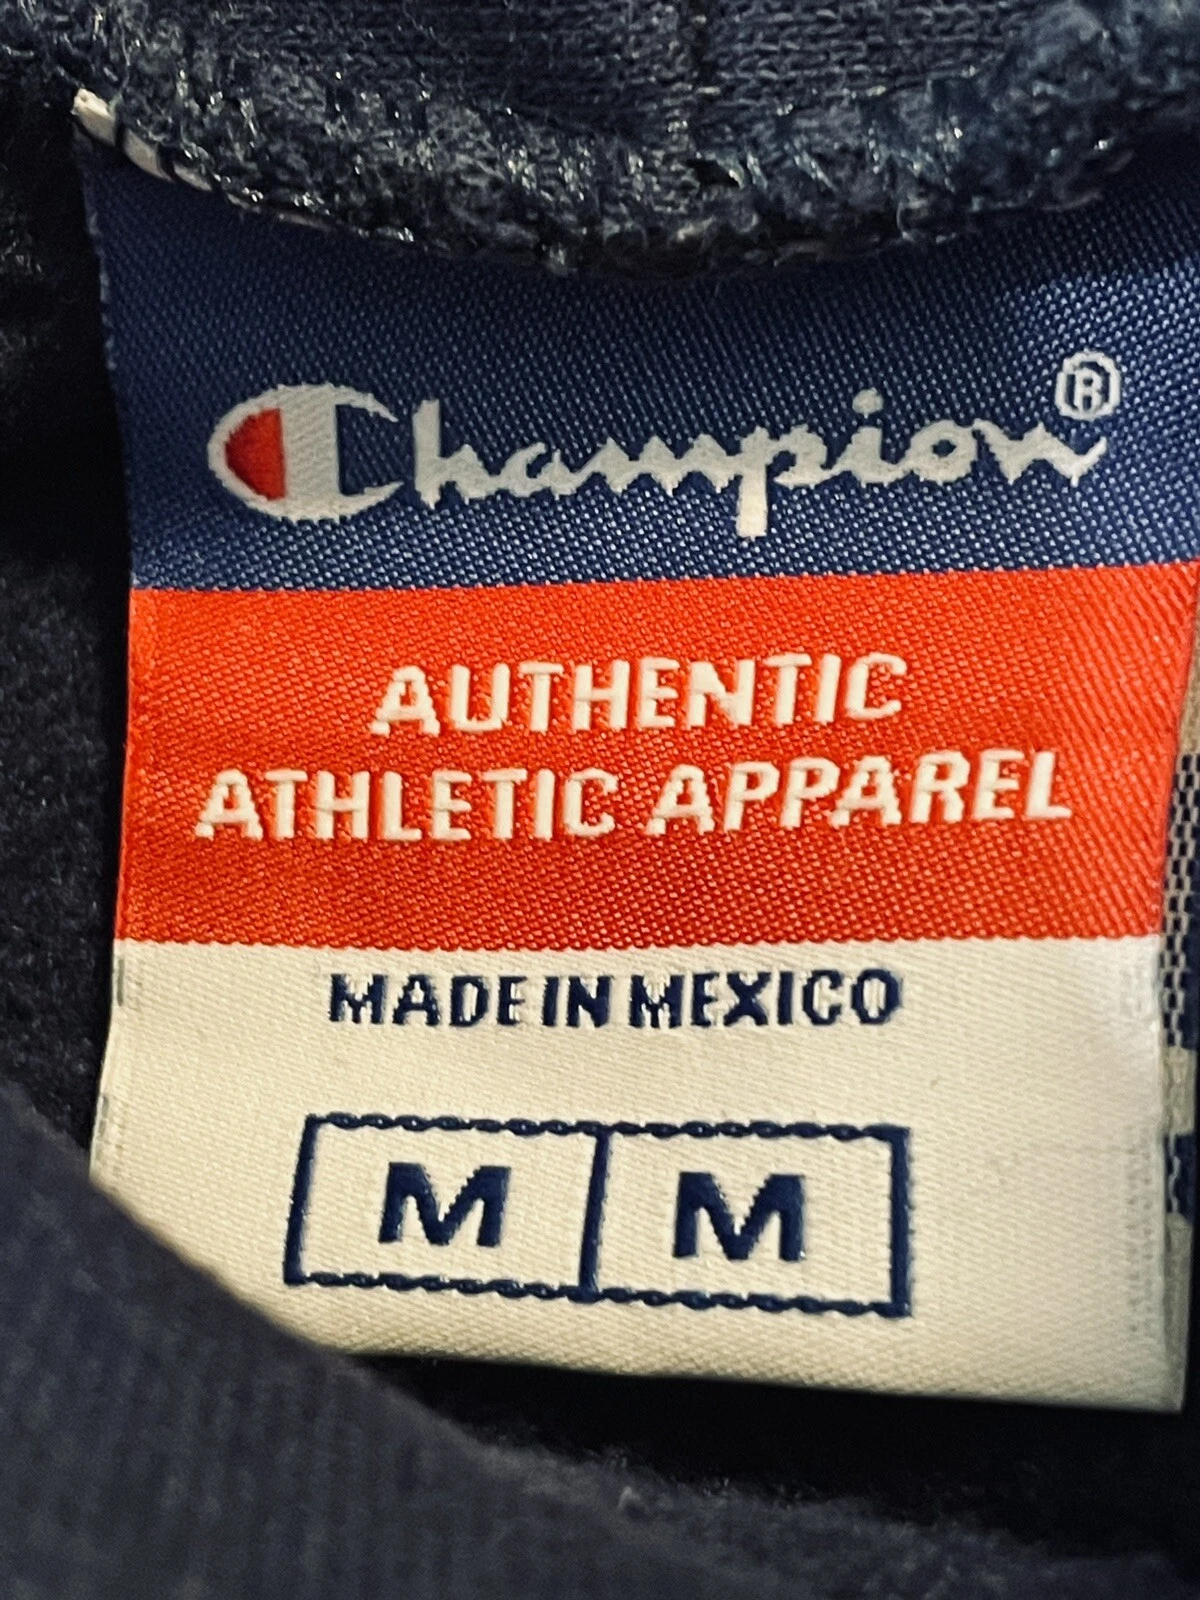 Champion®
AUTHENTIC
ATHLETIC APPAREL
MADE IN MEXICO
M M